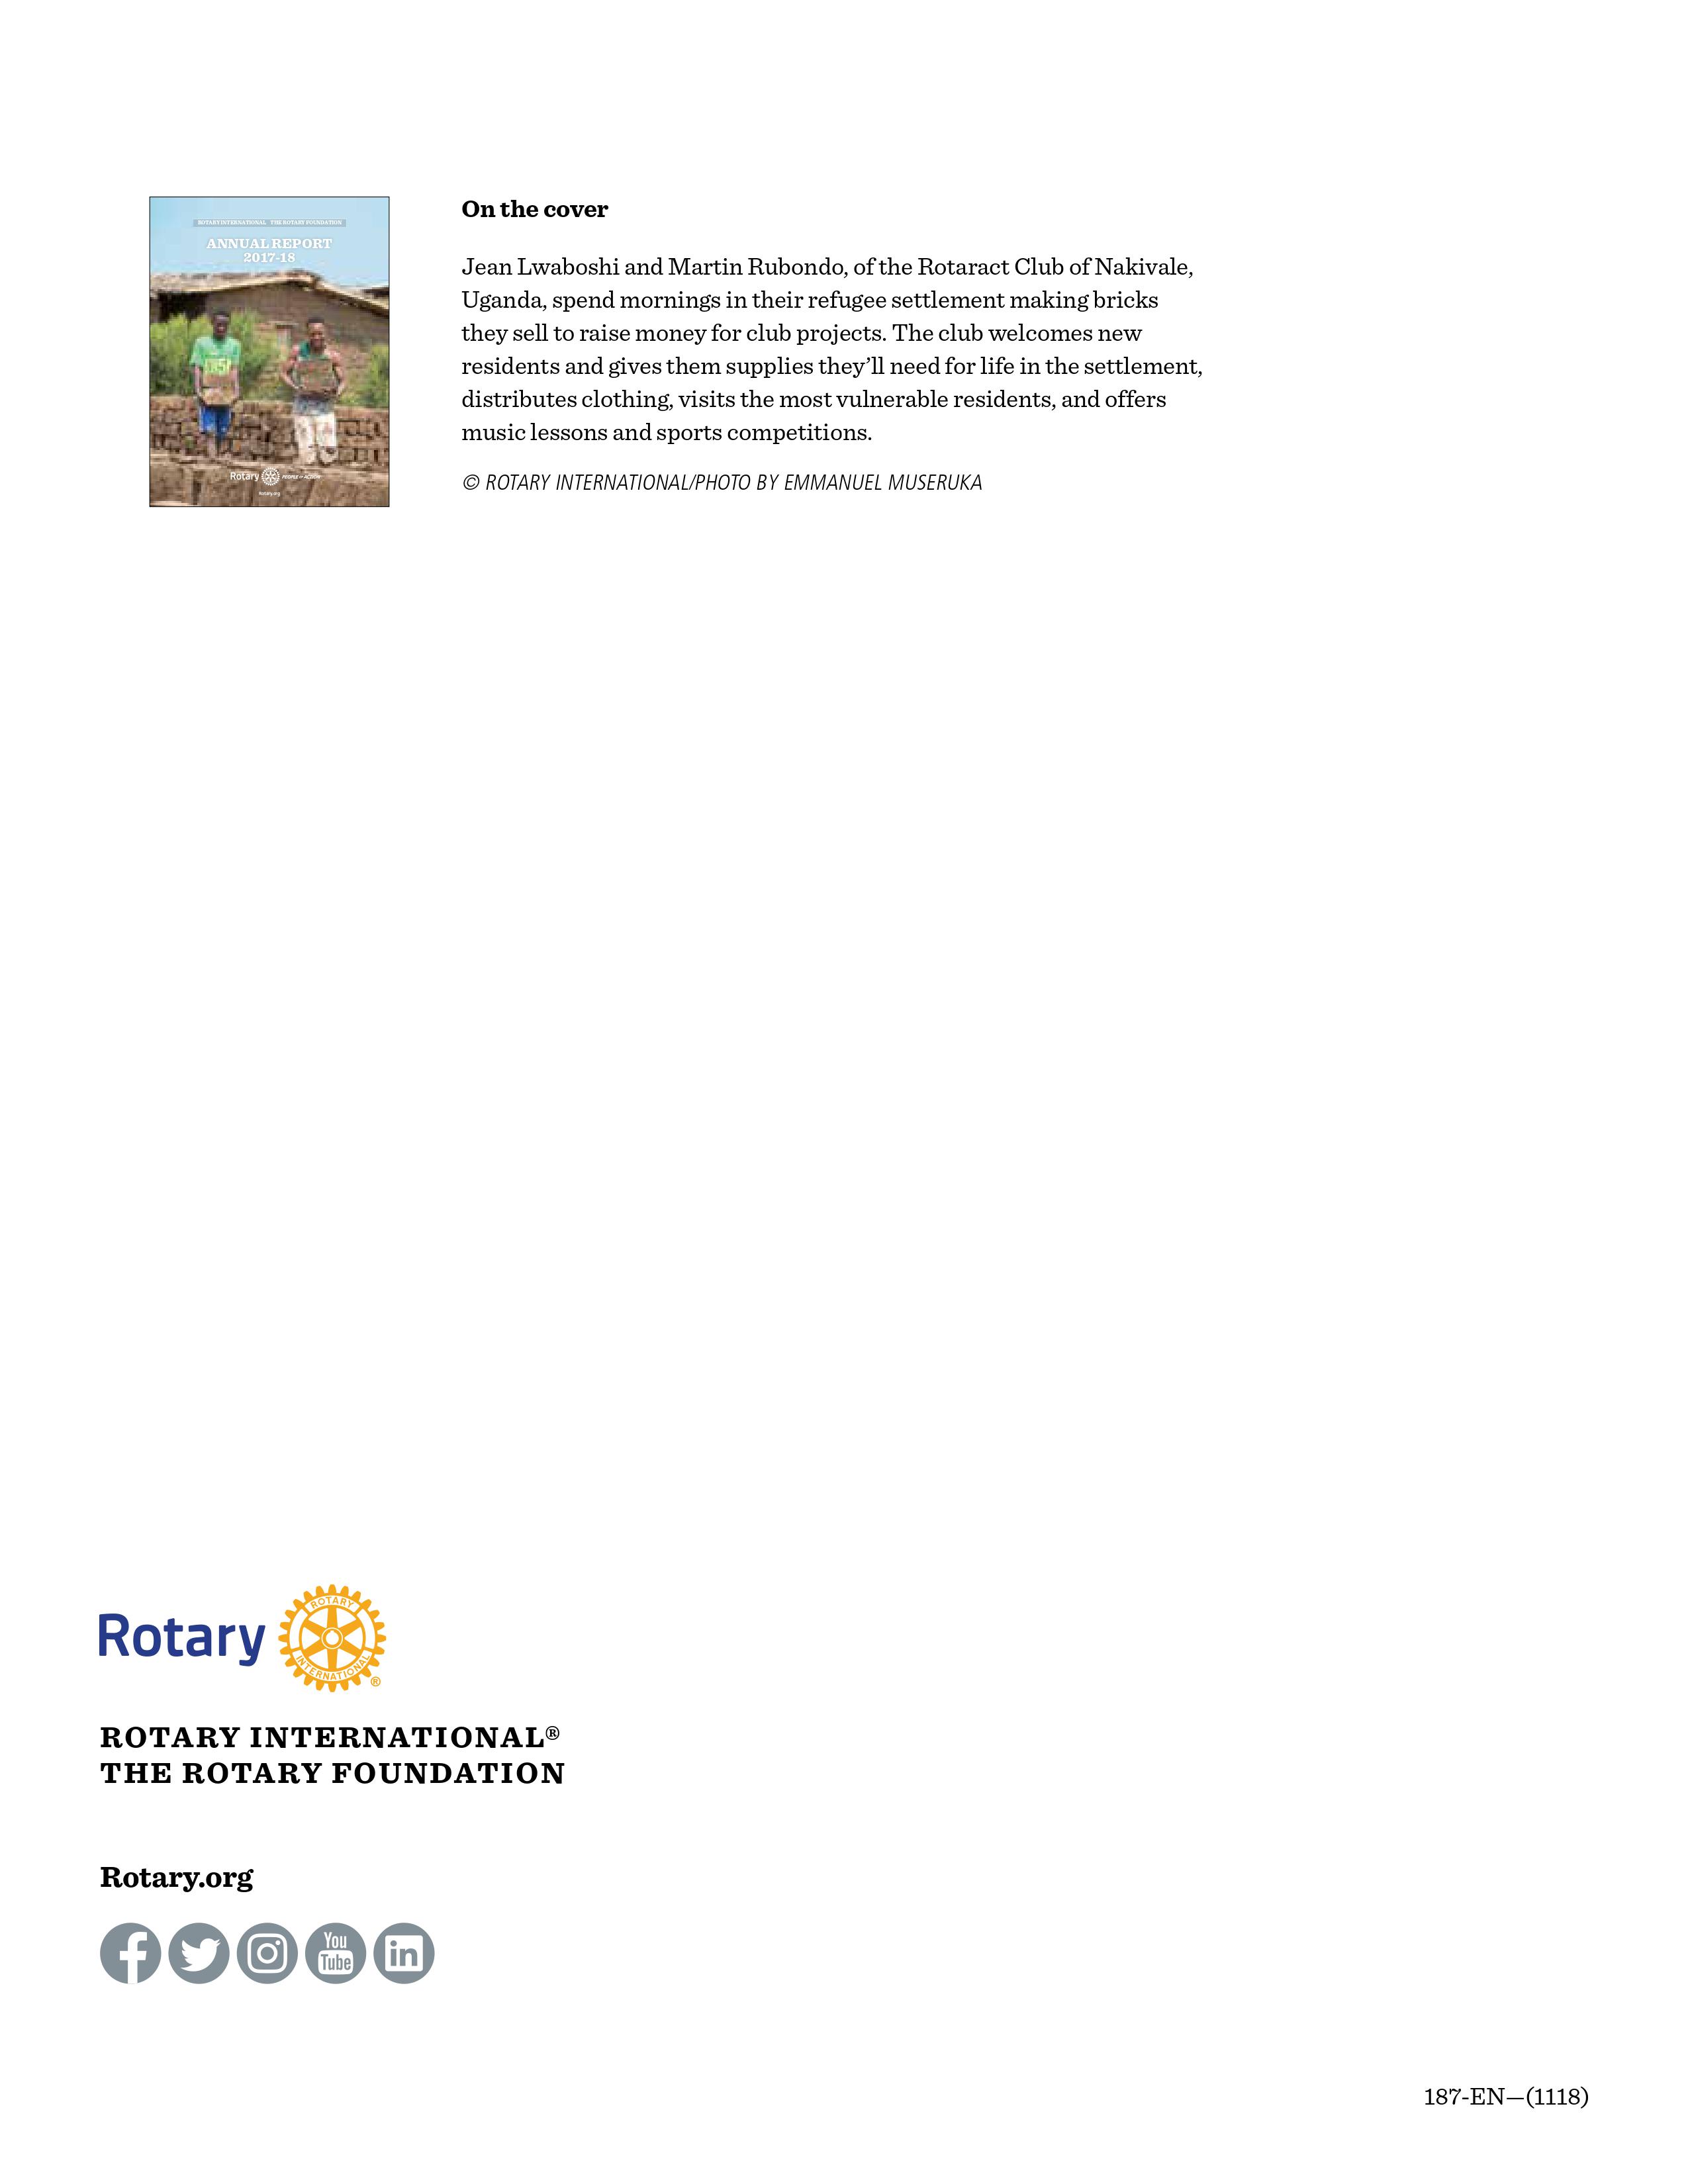 ROTARY INTERNATIONAL THE ROTARY FOUNDATION
ANNUAL REPORT
2017-18
Rotary PEOPLE of ACTION
Rotary.org
On the cover
Jean Lwaboshi and Martin Rubondo, of the Rotaract Club of Nakivale,
Uganda, spend mornings in their refugee settlement making bricks
they sell to raise money for club projects. The club welcomes new
residents and gives them supplies they’ll need for life in the settlement,
distributes clothing, visits the most vulnerable residents, and offers
music lessons and sports competitions.
© ROTARY INTERNATIONAL/PHOTO BY EMMANUEL MUSERUKA
Rotary
ROTARY
INTERNATIONAL
®
ROTARY INTERNATIONAL®
THE ROTARY FOUNDATION
Rotary.org
You
Tube
in
187-EN—(1118)